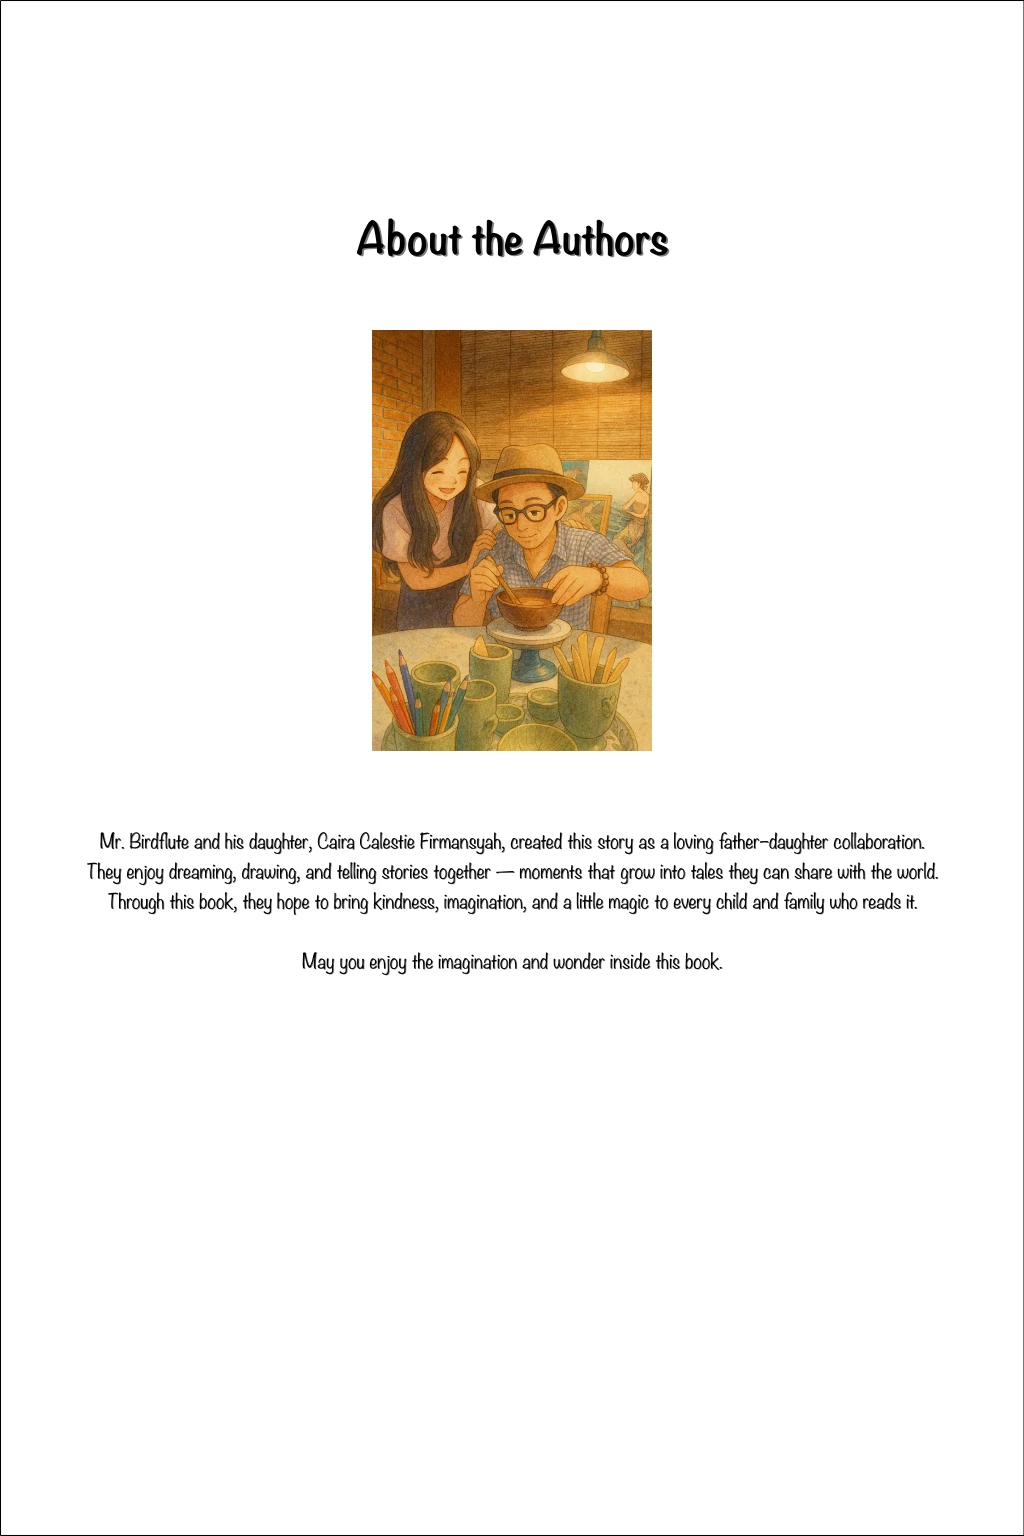 About the Authors
Mr. Birdflute and his daughter, Caira Calestie Firmansyah, created this story as a loving father-daughter collaboration.
They enjoy dreaming, drawing, and telling stories together — moments that grow into tales they can share with the world.
Through this book, they hope to bring kindness, imagination, and a little magic to every child and family who reads it.
May you enjoy the imagination and wonder inside this book.